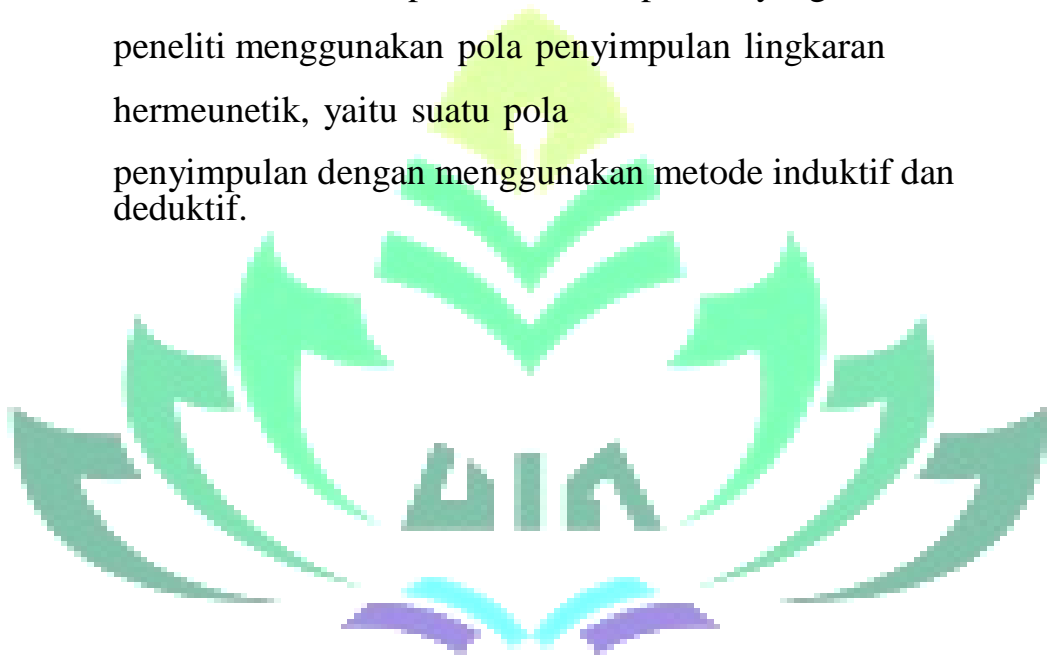 peneliti menggunakan pola penyimpulan lingkaran
hermeunetik, yaitu suatu pola
penyimpulan dengan menggunakan metode induktif dan
deduktif.